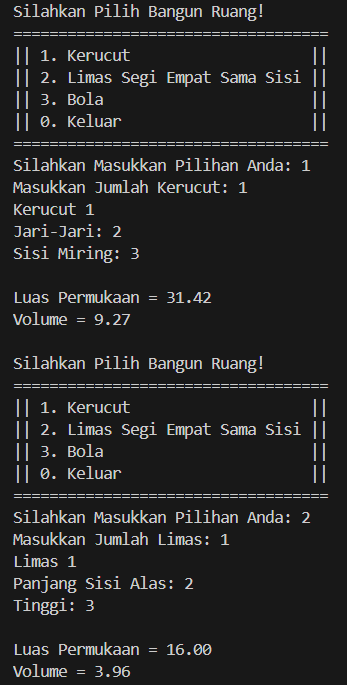 Silahkan Pilih Bangun Ruang!
===================================
|| 1. Kerucut                    ||
|| 2. Limas Segi Empat Sama Sisi ||
|| 3. Bola                       ||
|| 0. Keluar                     ||
===================================
Silahkan Masukkan Pilihan Anda: 1
Masukkan Jumlah Kerucut: 1
Kerucut 1
Jari-Jari: 2
Sisi Miring: 3

Luas Permukaan = 31.42
Volume = 9.27

Silahkan Pilih Bangun Ruang!
===================================
|| 1. Kerucut                    ||
|| 2. Limas Segi Empat Sama Sisi ||
|| 3. Bola                       ||
|| 0. Keluar                     ||
===================================
Silahkan Masukkan Pilihan Anda: 2
Masukkan Jumlah Limas: 1
Limas 1
Panjang Sisi Alas: 2
Tinggi: 3

Luas Permukaan = 16.00
Volume = 3.96